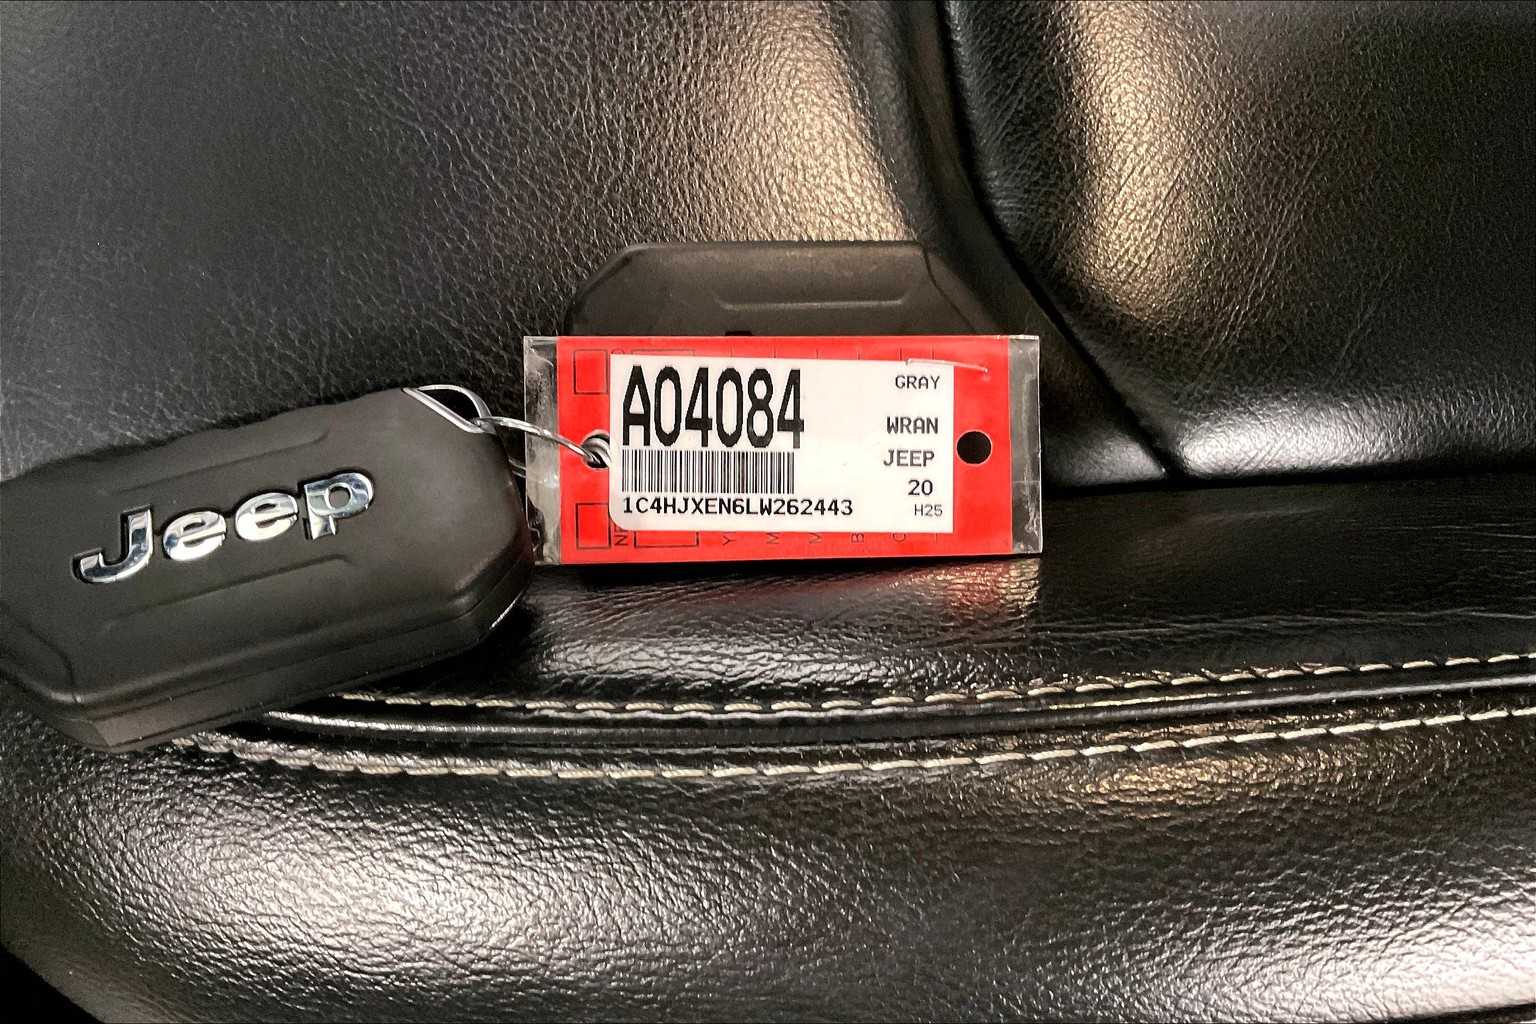 Jeep
A04084
GRAY
WRAN
JEEP
20
1C4HJXEN6LW262443
H25
Y
M
M
B
C